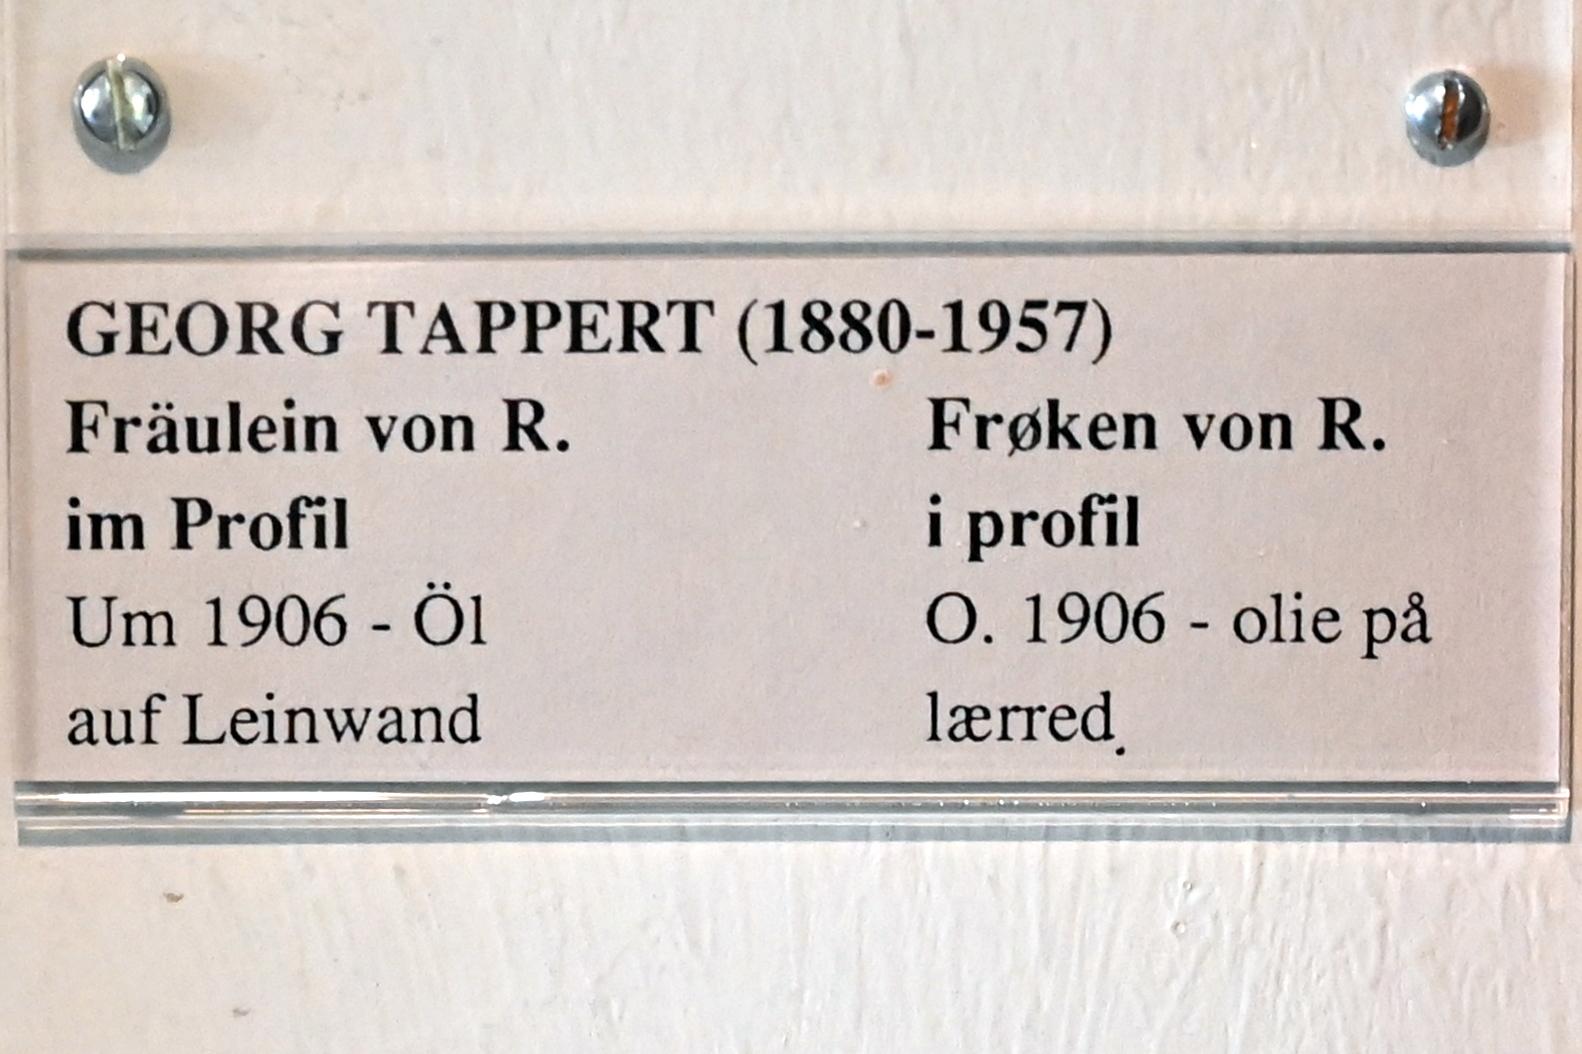 GEORG TAPPERT (1880-1957)
Fräulein von R.
im Profil
Um 1906 - Öl
auf Leinwand
Frøken von R.
i profil
O. 1906 - olie på
lærred.